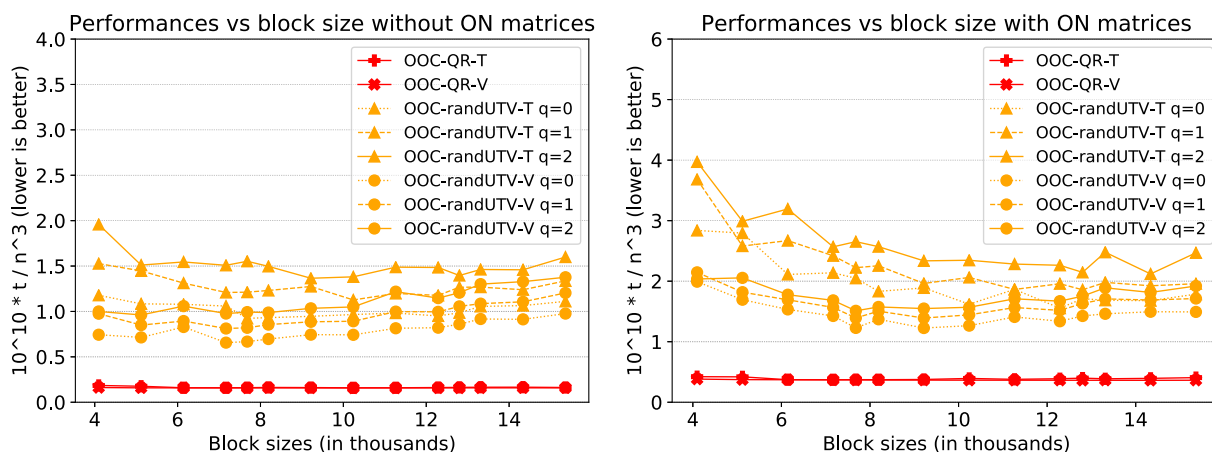 Performances vs block size without ON matrices
10^10 * t / n^3 (lower is better)
4.0
3.5
3.0
2.5
2.0
1.5
1.0
0.5
0.0
OOC-QR-T
OOC-QR-V
OOC-randUTV-T q=0
OOC-randUTV-T q=1
OOC-randUTV-T q=2
OOC-randUTV-V q=0
OOC-randUTV-V q=1
OOC-randUTV-V q=2
4 6 8 10 12 14
Block sizes (in thousands)
Performances vs block size with ON matrices
10^10 * t / n^3 (lower is better)
6
5
4
3
2
1
0
OOC-QR-T
OOC-QR-V
OOC-randUTV-T q=0
OOC-randUTV-T q=1
OOC-randUTV-T q=2
OOC-randUTV-V q=0
OOC-randUTV-V q=1
OOC-randUTV-V q=2
4 6 8 10 12 14
Block sizes (in thousands)